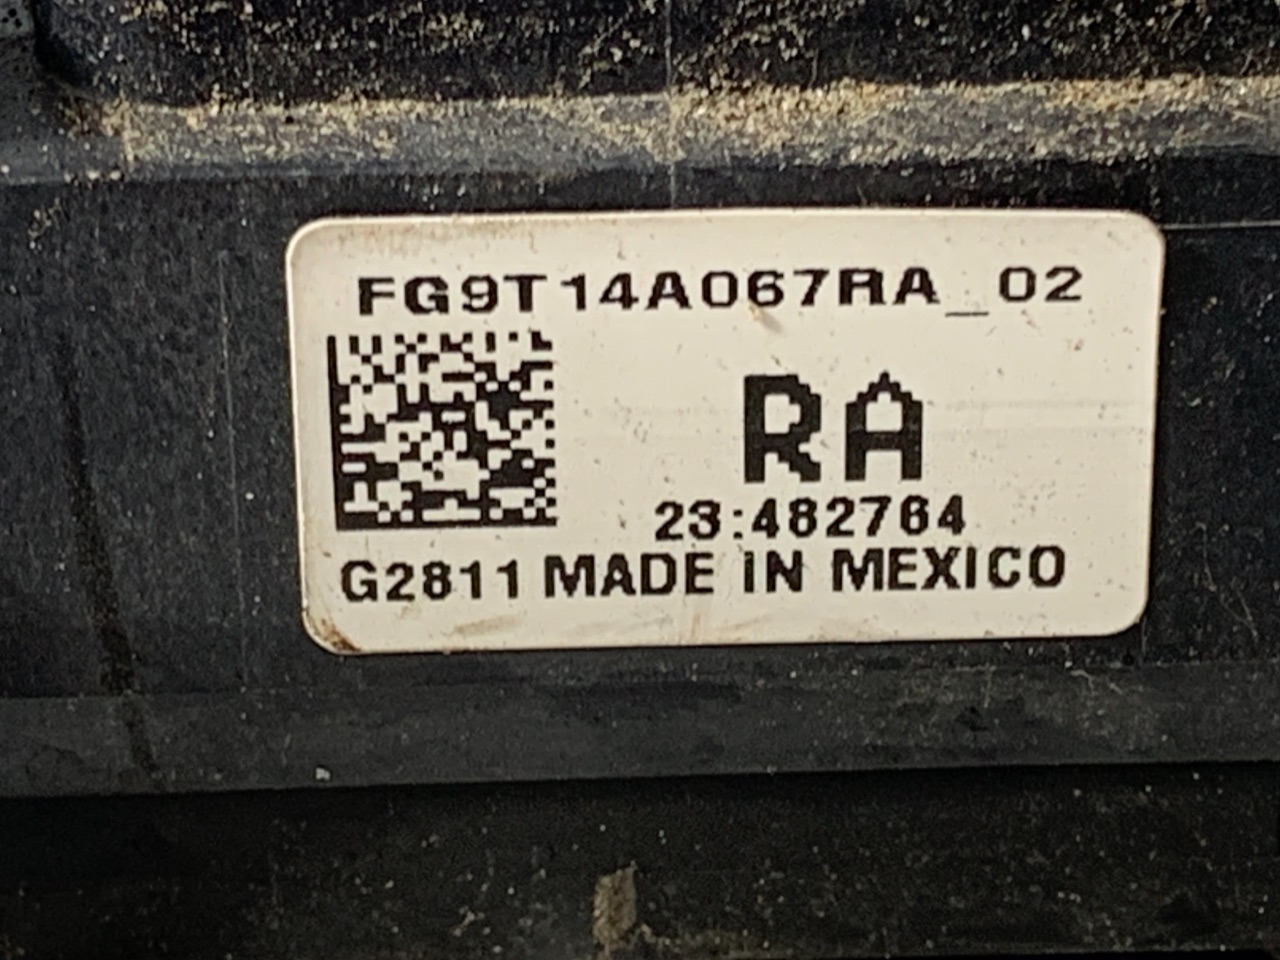 FG9T14A067RA_02
RA
23:482764
G2811 MADE IN MEXICO